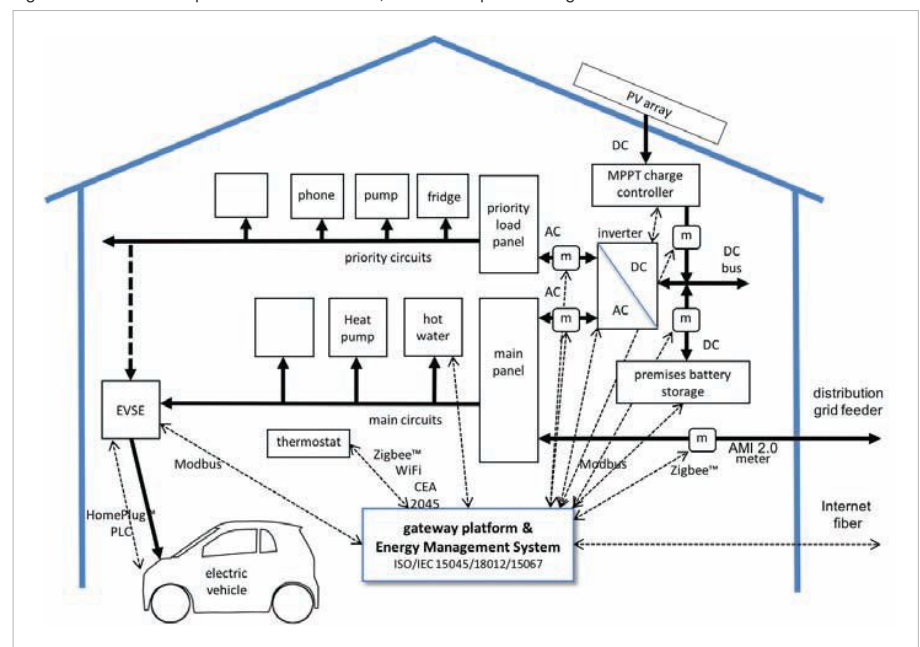 PV array
DC
MPPT charge
controller
phone
pump
fridge
priority
load
panel
AC
inverter
m
m
DC
DC
bus
priority circuits
AC
AC
m
m
Heat
pump
hot
water
main
panel
DC
premises battery
storage
EVSE
main circuits
distribution
grid feeder
thermostat
m
AMI 2.0
meter
Zigbee™
WiFi
CEA
2045
Modbus
Modbus
Zigbee™
HomePlug™
PLC
Internet
fiber
gateway platform &
Energy Management System
ISO/IEC 15045/18012/15067
electric
vehicle